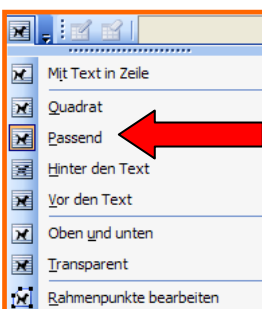 Mit Text in Zeile
Quadrat
Passend
Hinter den Text
Vor den Text
Oben und unten
Transparent
Rahmenpunkte bearbeiten